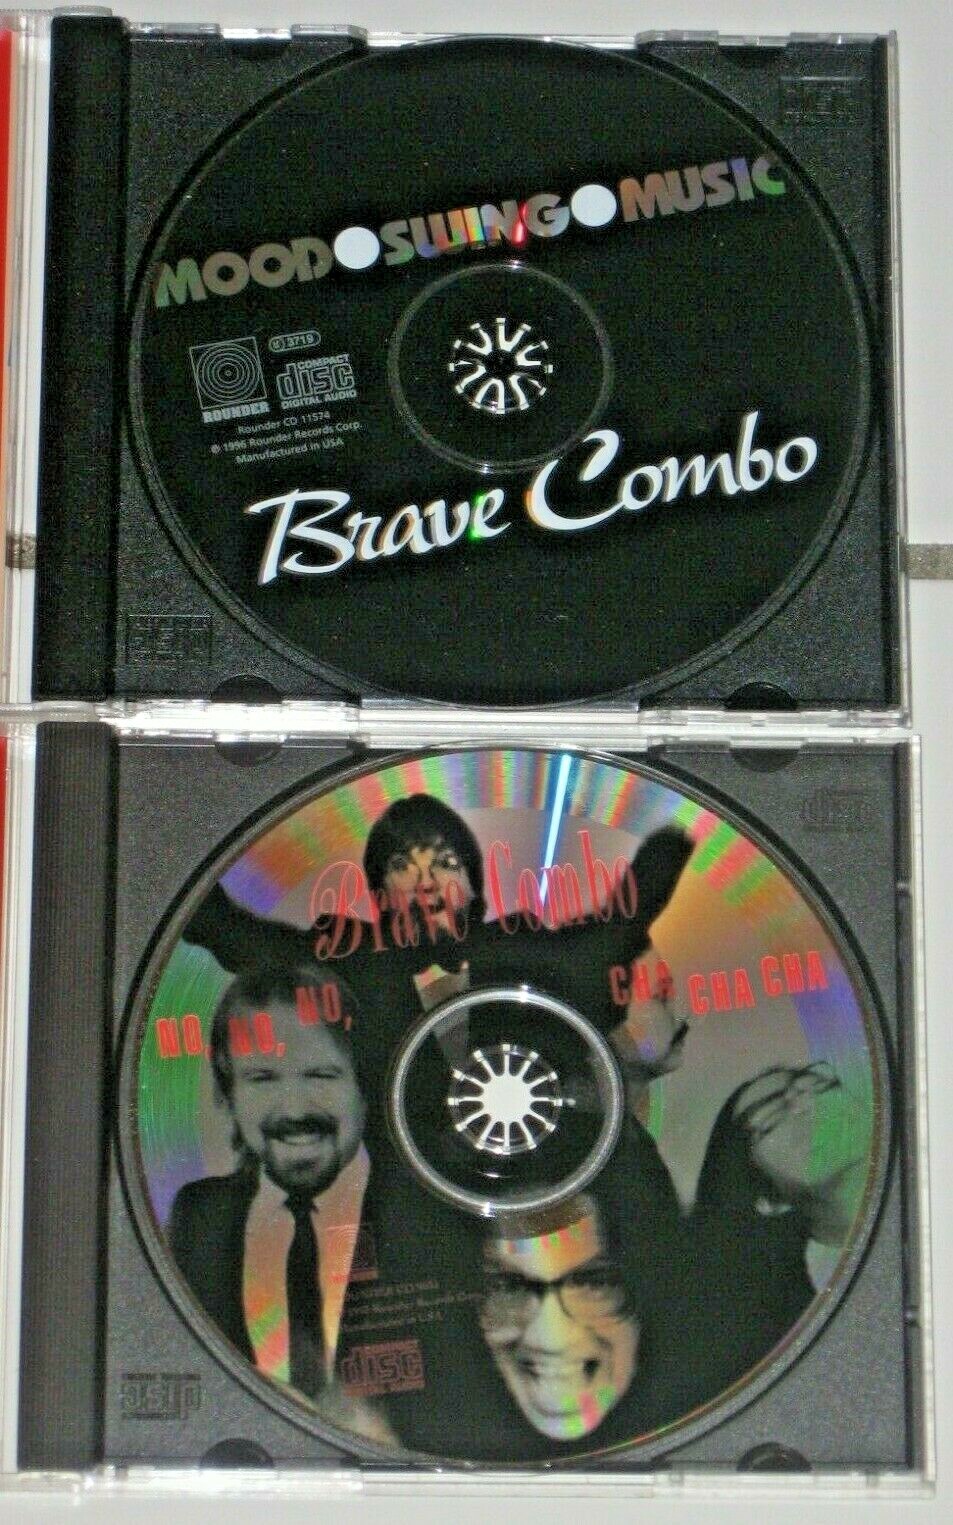 MOOD SWING MUSIC
ROUNDER
3719
COMPACT
disc
DIGITAL AUDIO
Rounder CD 11574
℗ 1996 Rounder Records Corp.
Manufactured in USA
Brave Combo
Brave Combo
NO, NO, NO,
CHA CHA CHA
disc